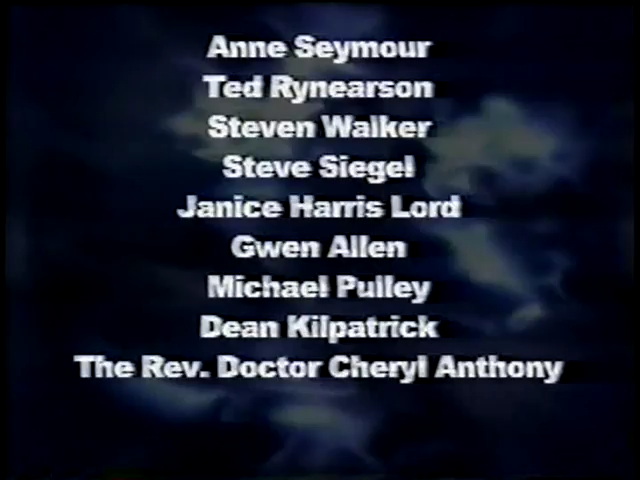 Anne Seymour
Ted Rynearson
Steven Walker
Steve Siegel
Janice Harris Lord
Gwen Allen
Michael Pulley
Dean Kilpatrick
The Rev. Doctor Cheryl Anthony